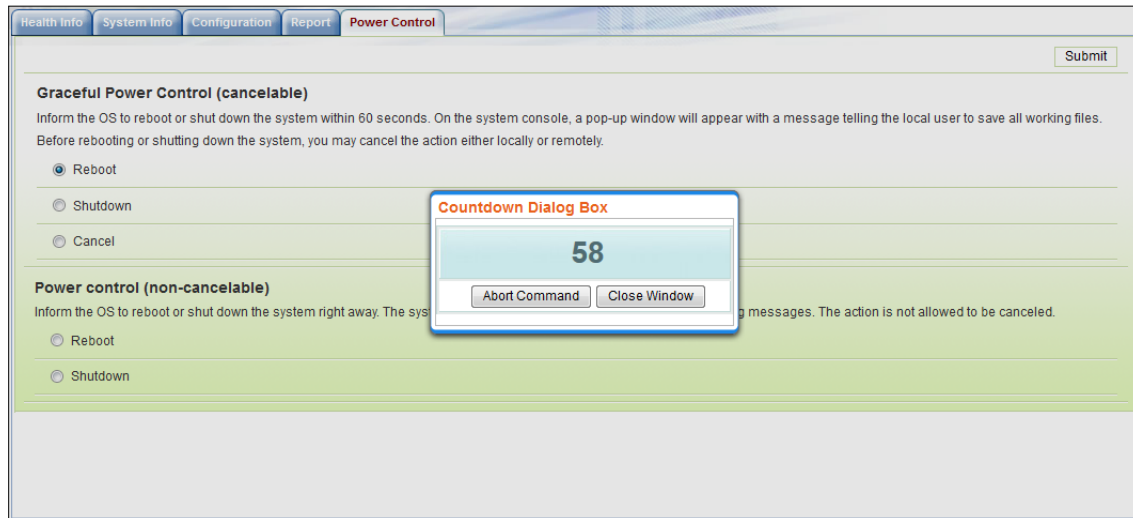 Health Info System Info Configuration Report Power Control
Submit
Graceful Power Control (cancelable)
Inform the OS to reboot or shut down the system within 60 seconds. On the system console, a pop-up window will appear with a message telling the local user to save all working files.
Before rebooting or shutting down the system, you may cancel the action either locally or remotely.
Reboot
Shutdown
Cancel
Countdown Dialog Box
58
Abort Command Close Window
Power control (non-cancelable)
Inform the OS to reboot or shut down the system right away. The messages. The action is not allowed to be canceled.
Reboot
Shutdown